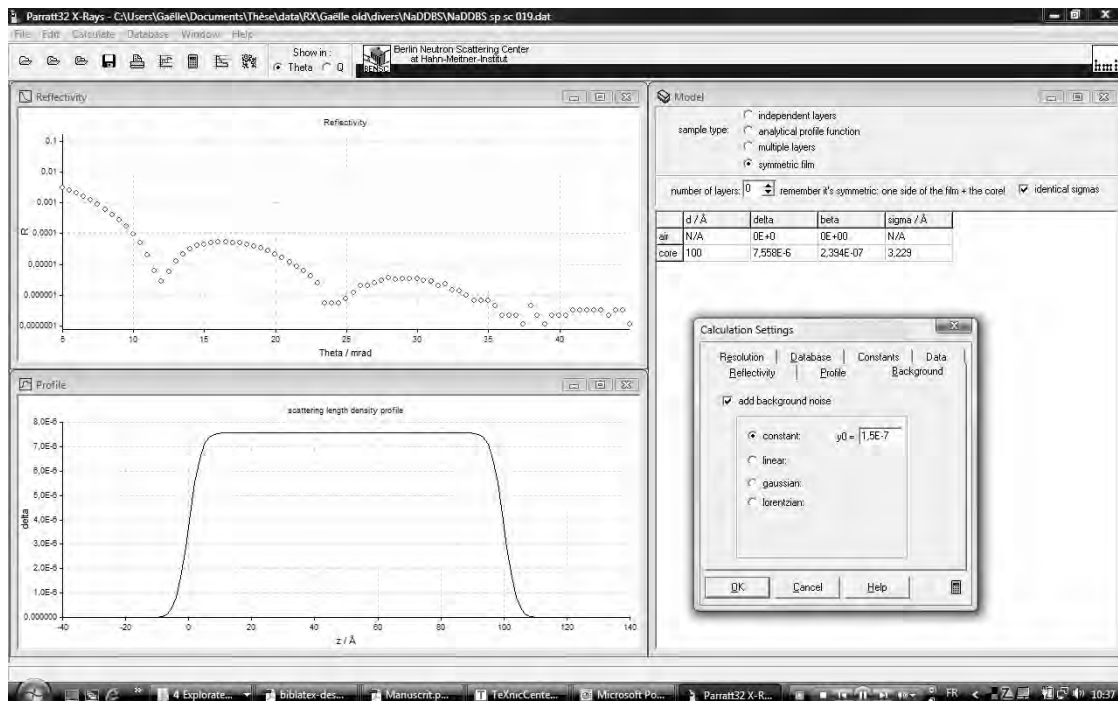 Parratt32 X-Rays - C:\Users\Gaëlle\Documents\Thèse\data\RX\Gaëlle old\divers\NaDDBS\NaDDBS sp sc 019.dat
File Edit Calculate Database Window Help
Show in :
Theta Q
BENSC
Berlin Neutron Scattering Center
at Hahn-Meitner-Institut
hmi
Reflectivity
Reflectivity
0.1
0.01
0.001
0,0001
0,00001
0,000001
0,0000001
R
5 10 15 20 25 30 35 40
Theta / mrad
Profile
scattering length density profile
8,0E-6
7,0E-6
6,0E-6
5,0E-6
4,0E-6
3,0E-6
2,0E-6
1,0E-6
0,000000
delta
-40 -20 0 20 40 60 80 100 120 140
z / Å
Model
sample type:
independent layers
analytical profile function
multiple layers
symmetric film
number of layers: 0 remember it's symmetric: one side of the film + the core! identical sigmas
d / Å delta beta sigma / Å
air N/A 0E+0 0E+00 N/A
core 100 7,558E-6 2,394E-07 3,229
Calculation Settings
Resolution Database Constants Data
Reflectivity Profile Background
add background noise
constant: y0 = 1,5E-7
linear:
gaussian:
lorentzian:
OK Cancel Help
4 Explorate... biblatex-des... Manuscrit.p... TeXnicCente... Microsoft Po... Parratt32 X-R... FR 10:37